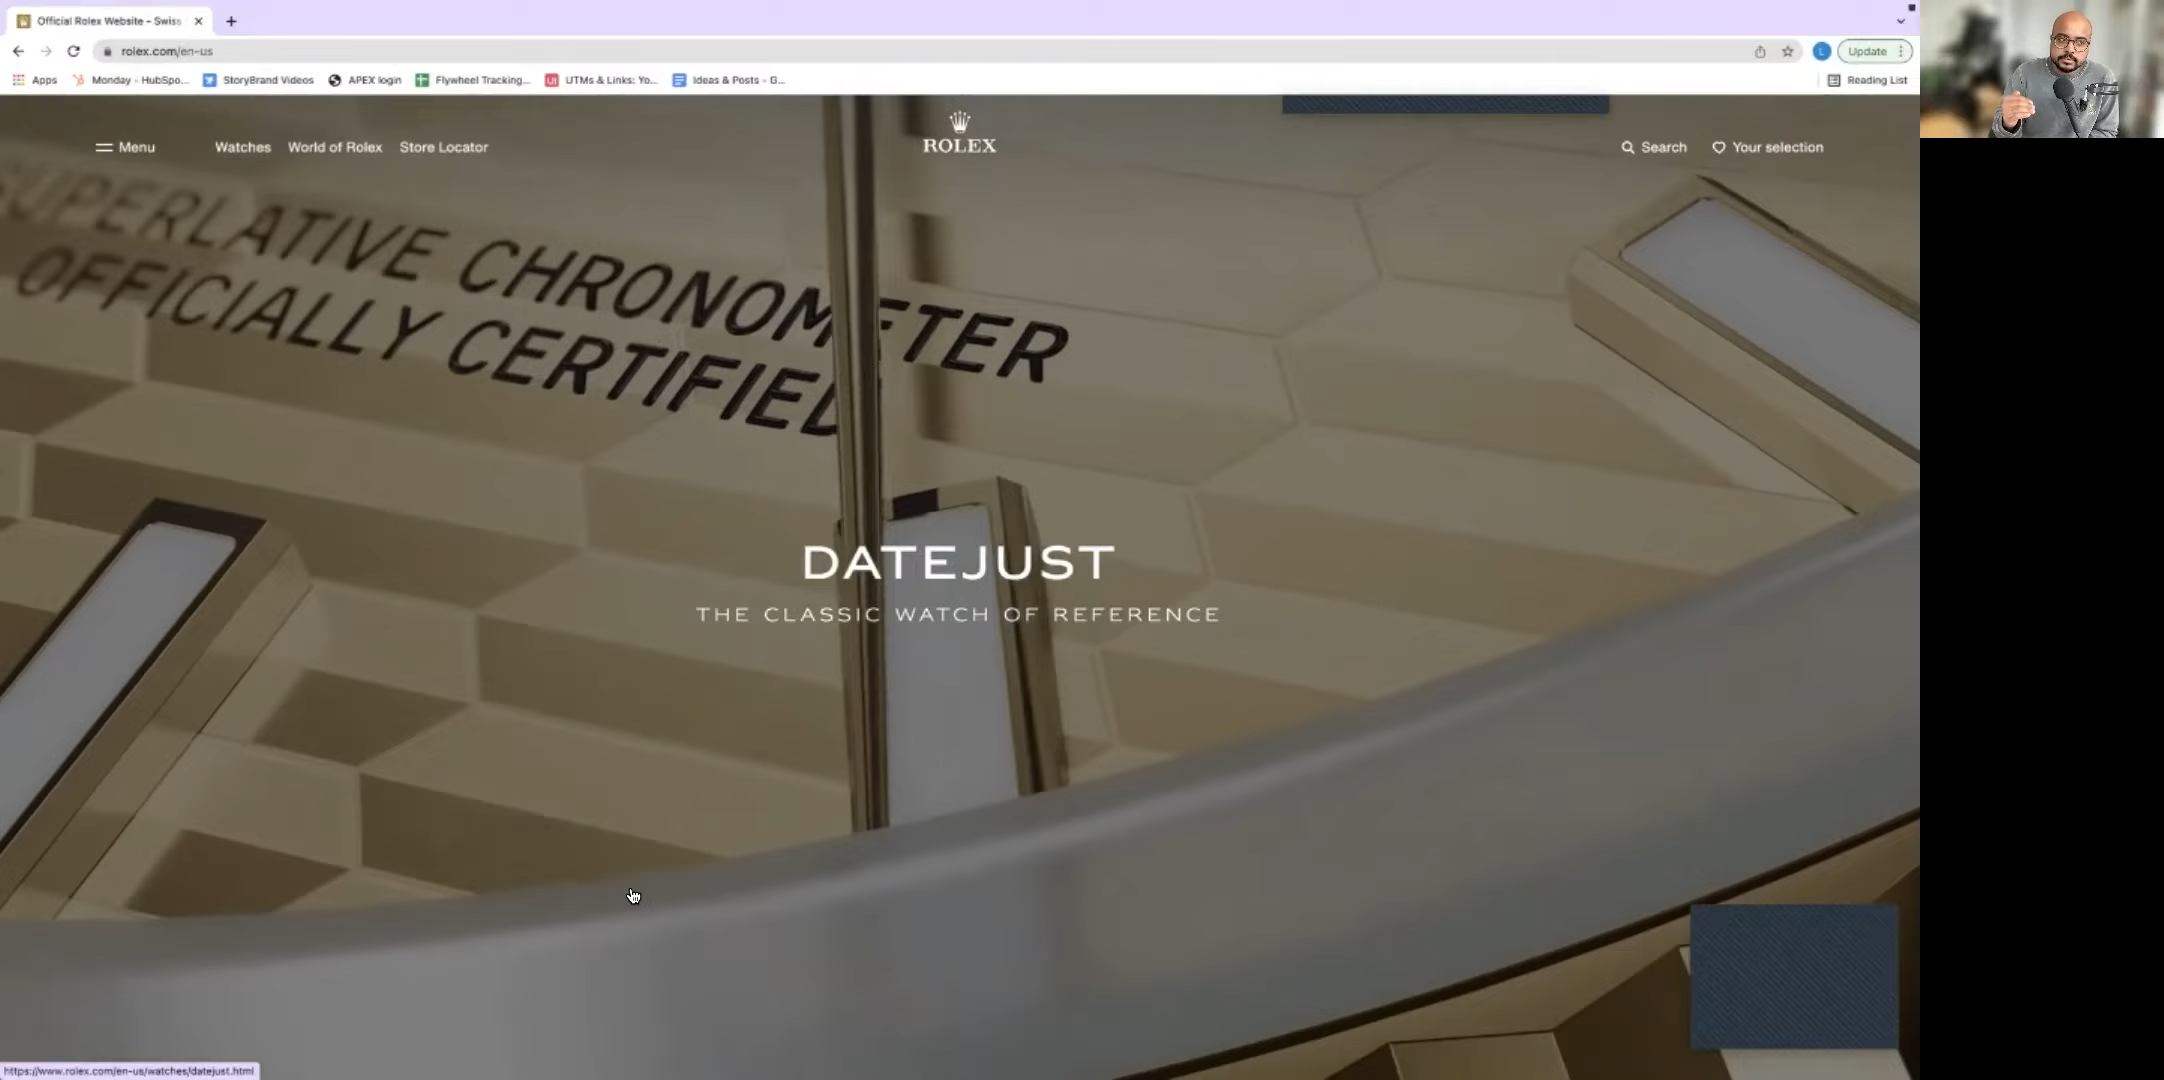 Official Rolex Website - Swiss
rolex.com/en-us
Update
Apps
Monday - HubSpo...
StoryBrand Videos
APEX login
Flywheel Tracking...
UTMs & Links: Yo...
Ideas & Posts - G...
Reading List
Menu
Watches
World of Rolex
Store Locator
ROLEX
Search
Your selection
SUPERLATIVE CHRONOMETER
OFFICIALLY CERTIFIED
DATEJUST
THE CLASSIC WATCH OF REFERENCE
https://www.rolex.com/en-us/watches/datejust.html